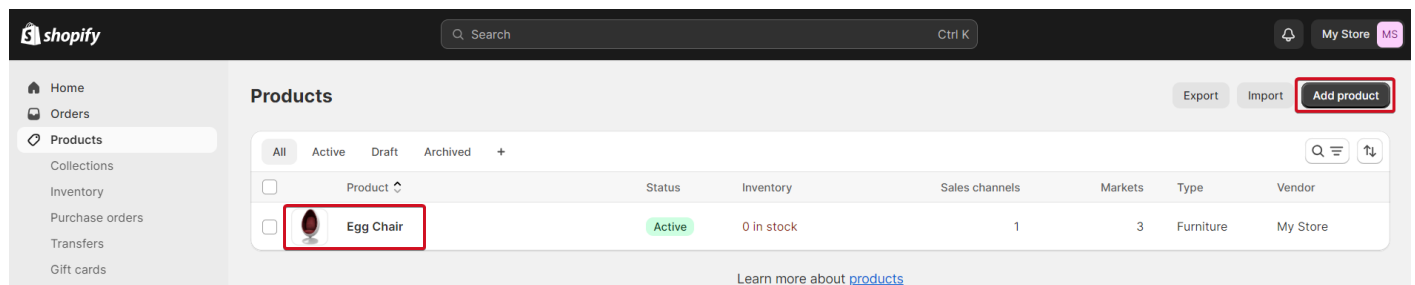 shopify
Search Ctrl K
My Store MS
Home
Orders
Products
Collections
Inventory
Purchase orders
Transfers
Gift cards
Products
Export Import Add product
All Active Draft Archived +
Product Status Inventory Sales channels Markets Type Vendor
Egg Chair Active 0 in stock 1 3 Furniture My Store
Learn more about products